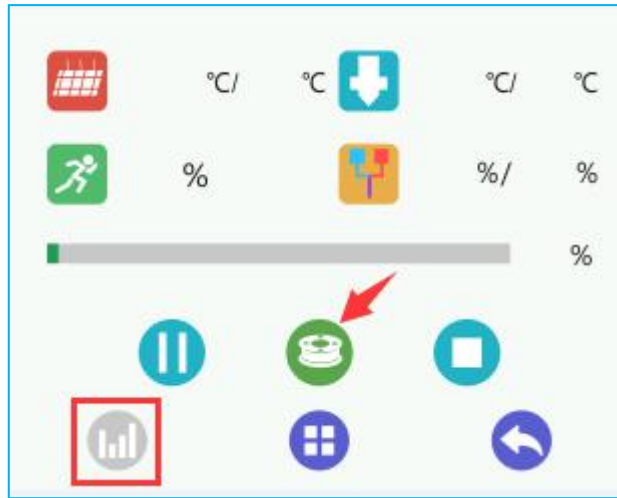 ℃/ ℃ ℃/ ℃
% %/ %
%